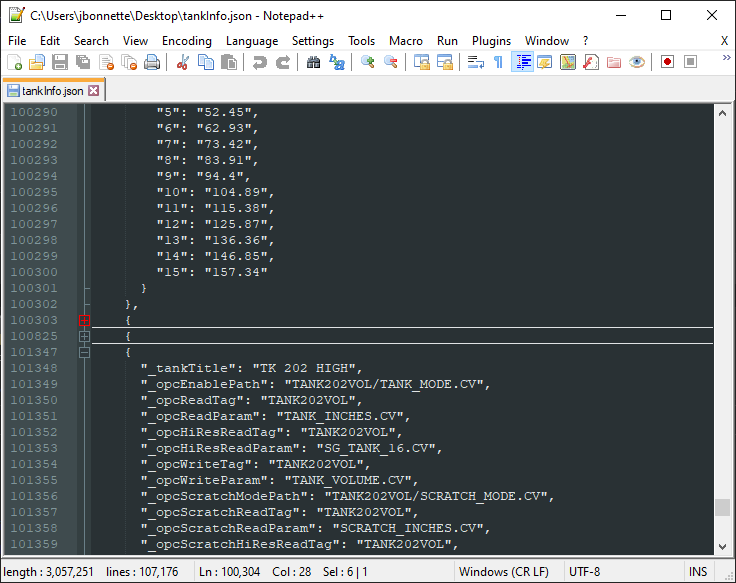 C:\Users\jbonnette\Desktop\tankInfo.json - Notepad++
File Edit Search View Encoding Language Settings Tools Macro Run Plugins Window ? X
tankInfo.json
100290 "5": "52.45",
100291 "6": "62.93",
100292 "7": "73.42",
100293 "8": "83.91",
100294 "9": "94.4",
100295 "10": "104.89",
100296 "11": "115.38",
100297 "12": "125.87",
100298 "13": "136.36",
100299 "14": "146.85",
100300 "15": "157.34"
100301 }
100302 },
100303 {
100825 {
101347 {
101348 "_tankTitle": "TK 202 HIGH",
101349 "_opcEnablePath": "TANK202VOL/TANK_MODE.CV",
101350 "_opcReadTag": "TANK202VOL",
101351 "_opcReadParam": "TANK_INCHES.CV",
101352 "_opcHiResReadTag": "TANK202VOL",
101353 "_opcHiResReadParam": "SG_TANK_16.CV",
101354 "_opcWriteTag": "TANK202VOL",
101355 "_opcWriteParam": "TANK_VOLUME.CV",
101356 "_opcScratchModePath": "TANK202VOL/SCRATCH_MODE.CV",
101357 "_opcScratchReadTag": "TANK202VOL",
101358 "_opcScratchReadParam": "SCRATCH_INCHES.CV",
101359 "_opcScratchHiResReadTag": "TANK202VOL",
length : 3,057,251 lines : 107,176 Ln : 100,304 Col : 28 Sel : 6 | 1 Windows (CR LF) UTF-8 INS